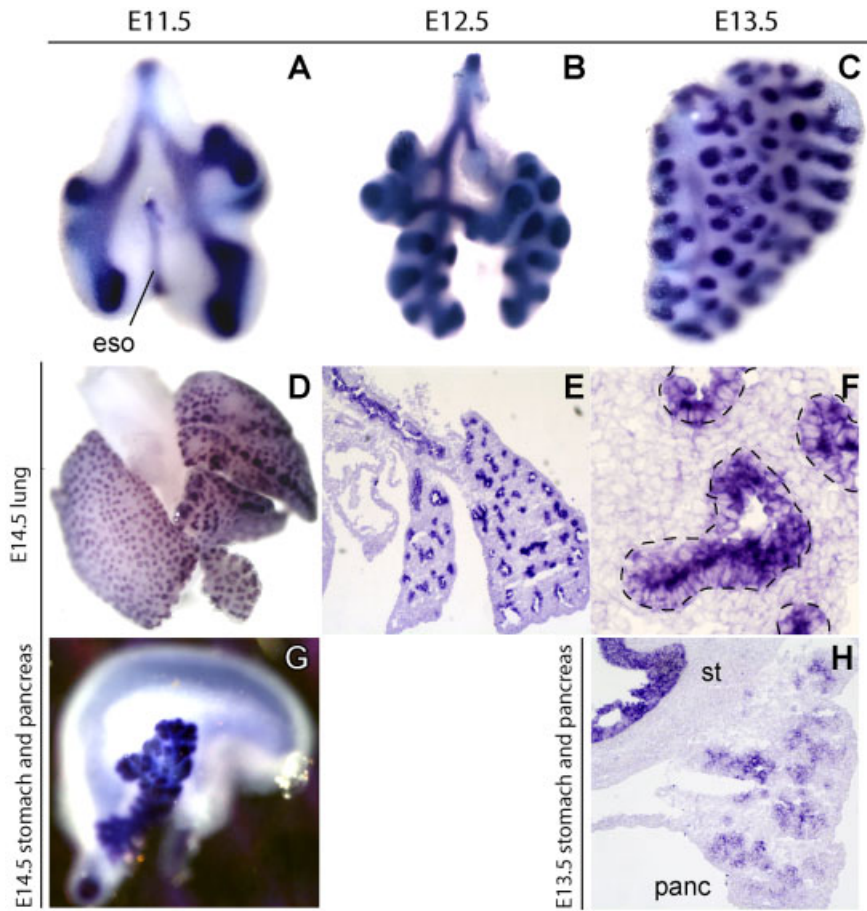 E11.5 E12.5 E13.5
A B C
eso
E14.5 lung
D E F
E14.5 stomach and pancreas
G
E13.5 stomach and pancreas
H
st
panc